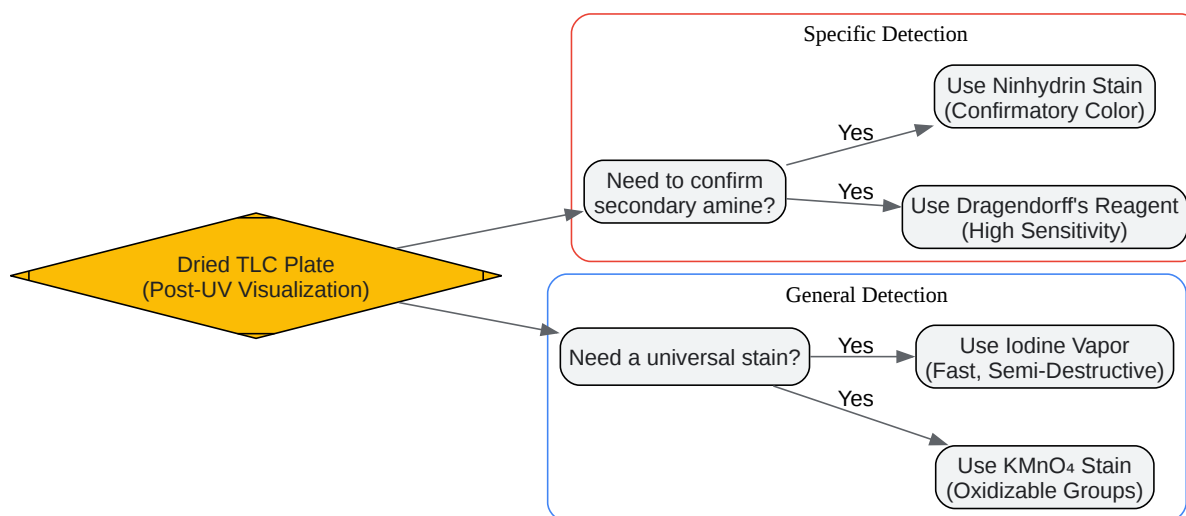 Specific Detection
Use Ninhydrin Stain
(Confirmatory Color)
Yes
Need to confirm
secondary amine?
Yes
Use Dragendorff's Reagent
(High Sensitivity)
Dried TLC Plate
(Post-UV Visualization)
General Detection
Need a universal stain?
Yes
Use Iodine Vapor
(Fast, Semi-Destructive)
Yes
Use KMnO₄ Stain
(Oxidizable Groups)